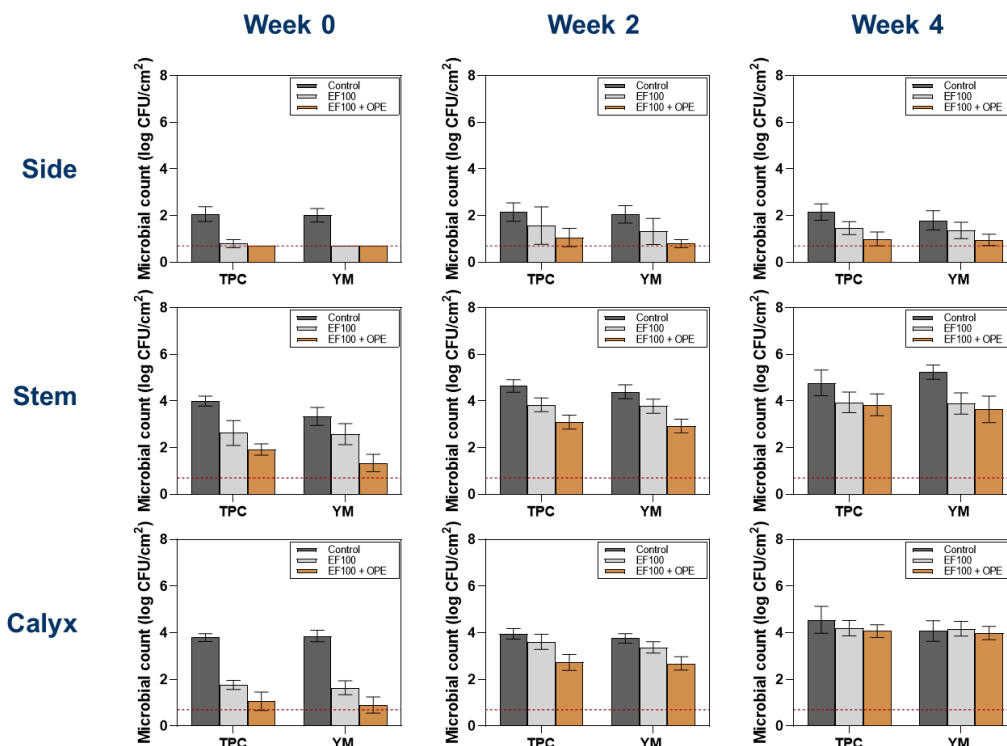 Week 0 Week 2 Week 4
Side
Microbial count (log CFU/cm²)
8
6
4
2
0
Control
EF100
EF100 + OPE
TPC YM
Microbial count (log CFU/cm²)
8
6
4
2
0
Control
EF100
EF100 + OPE
TPC YM
Microbial count (log CFU/cm²)
8
6
4
2
0
Control
EF100
EF100 + OPE
TPC YM
Stem
Microbial count (log CFU/cm²)
8
6
4
2
0
Control
EF100
EF100 + OPE
TPC YM
Microbial count (log CFU/cm²)
8
6
4
2
0
Control
EF100
EF100 + OPE
TPC YM
Microbial count (log CFU/cm²)
8
6
4
2
0
Control
EF100
EF100 + OPE
TPC YM
Calyx
Microbial count (log CFU/cm²)
8
6
4
2
0
Control
EF100
EF100 + OPE
TPC YM
Microbial count (log CFU/cm²)
8
6
4
2
0
Control
EF100
EF100 + OPE
TPC YM
Microbial count (log CFU/cm²)
8
6
4
2
0
Control
EF100
EF100 + OPE
TPC YM